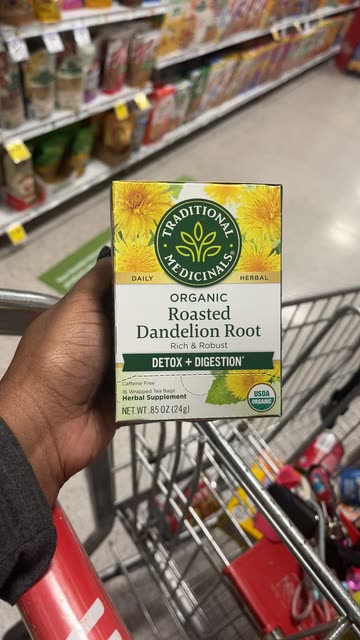 TRADITIONAL
MEDICINALS®
DAILY
HERBAL
ORGANIC
Roasted
Dandelion Root
Rich & Robust
DETOX + DIGESTION*
Caffeine Free
16 Wrapped Tea Bags
Herbal Supplement
NET WT .85 OZ (24g)
USDA
ORGANIC